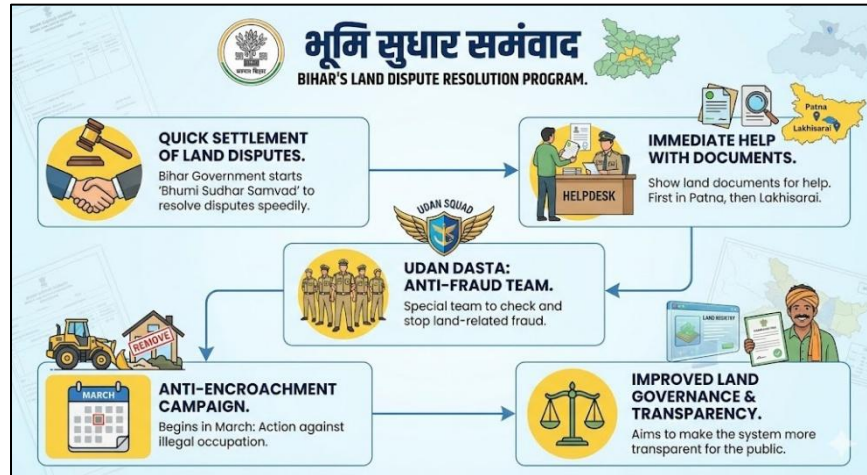 भूमि सुधार समंवाद
BIHAR'S LAND DISPUTE RESOLUTION PROGRAM.
QUICK SETTLEMENT
OF LAND DISPUTES.
Bihar Government starts
'Bhumi Sudhar Samvad' to
resolve disputes speedily.
Patna
Lakhisarai
HELPDESK
IMMEDIATE HELP
WITH DOCUMENTS.
Show land documents for help.
First in Patna, then Lakhisarai.
UDAN SQUAD
UDAN DASTA:
ANTI-FRAUD TEAM.
Special team to check and
stop land-related fraud.
REMOVE
MARCH
ANTI-ENCROACHMENT
CAMPAIGN.
Begins in March: Action against
illegal occupation.
LAND REGISTRY
IMPROVED LAND
GOVERNANCE &
TRANSPARENCY.
Aims to make the system more
transparent for the public.